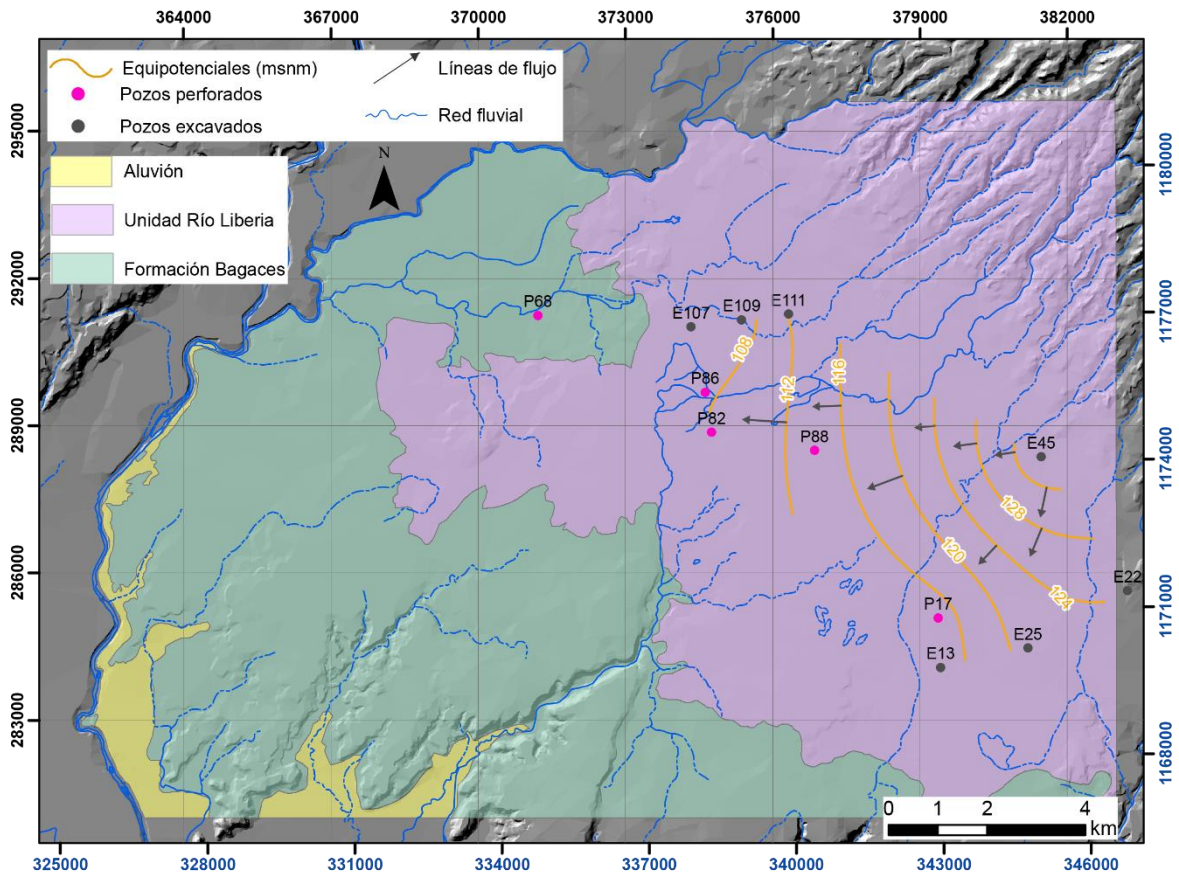 364000 367000 370000 373000 376000 379000 382000
Equipotenciales (msnm)
Pozos perforados
Pozos excavados
Líneas de flujo
Red fluvial
N
Aluvión
Unidad Río Liberia
Formación Bagaces
295000
292000
289000
286000
283000
1180000
1177000
1174000
1171000
1168000
P68
E107
E109
E111
108
112
116
P86
P82
P88
E45
128
120
124
E22
P17
E13
E25
0 1 2 4
km
325000 328000 331000 334000 337000 340000 343000 346000